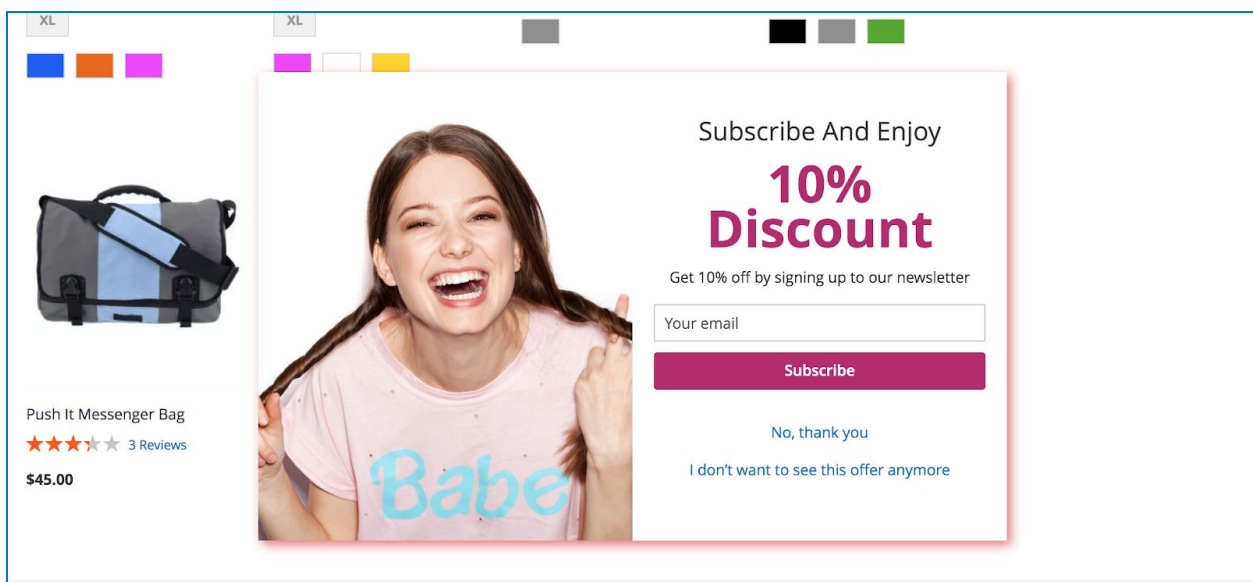 XL
XL
Subscribe And Enjoy
10%
Discount
Get 10% off by signing up to our newsletter
Your email
Subscribe
No, thank you
I don’t want to see this offer anymore
Babe
Push It Messenger Bag
3 Reviews
$45.00